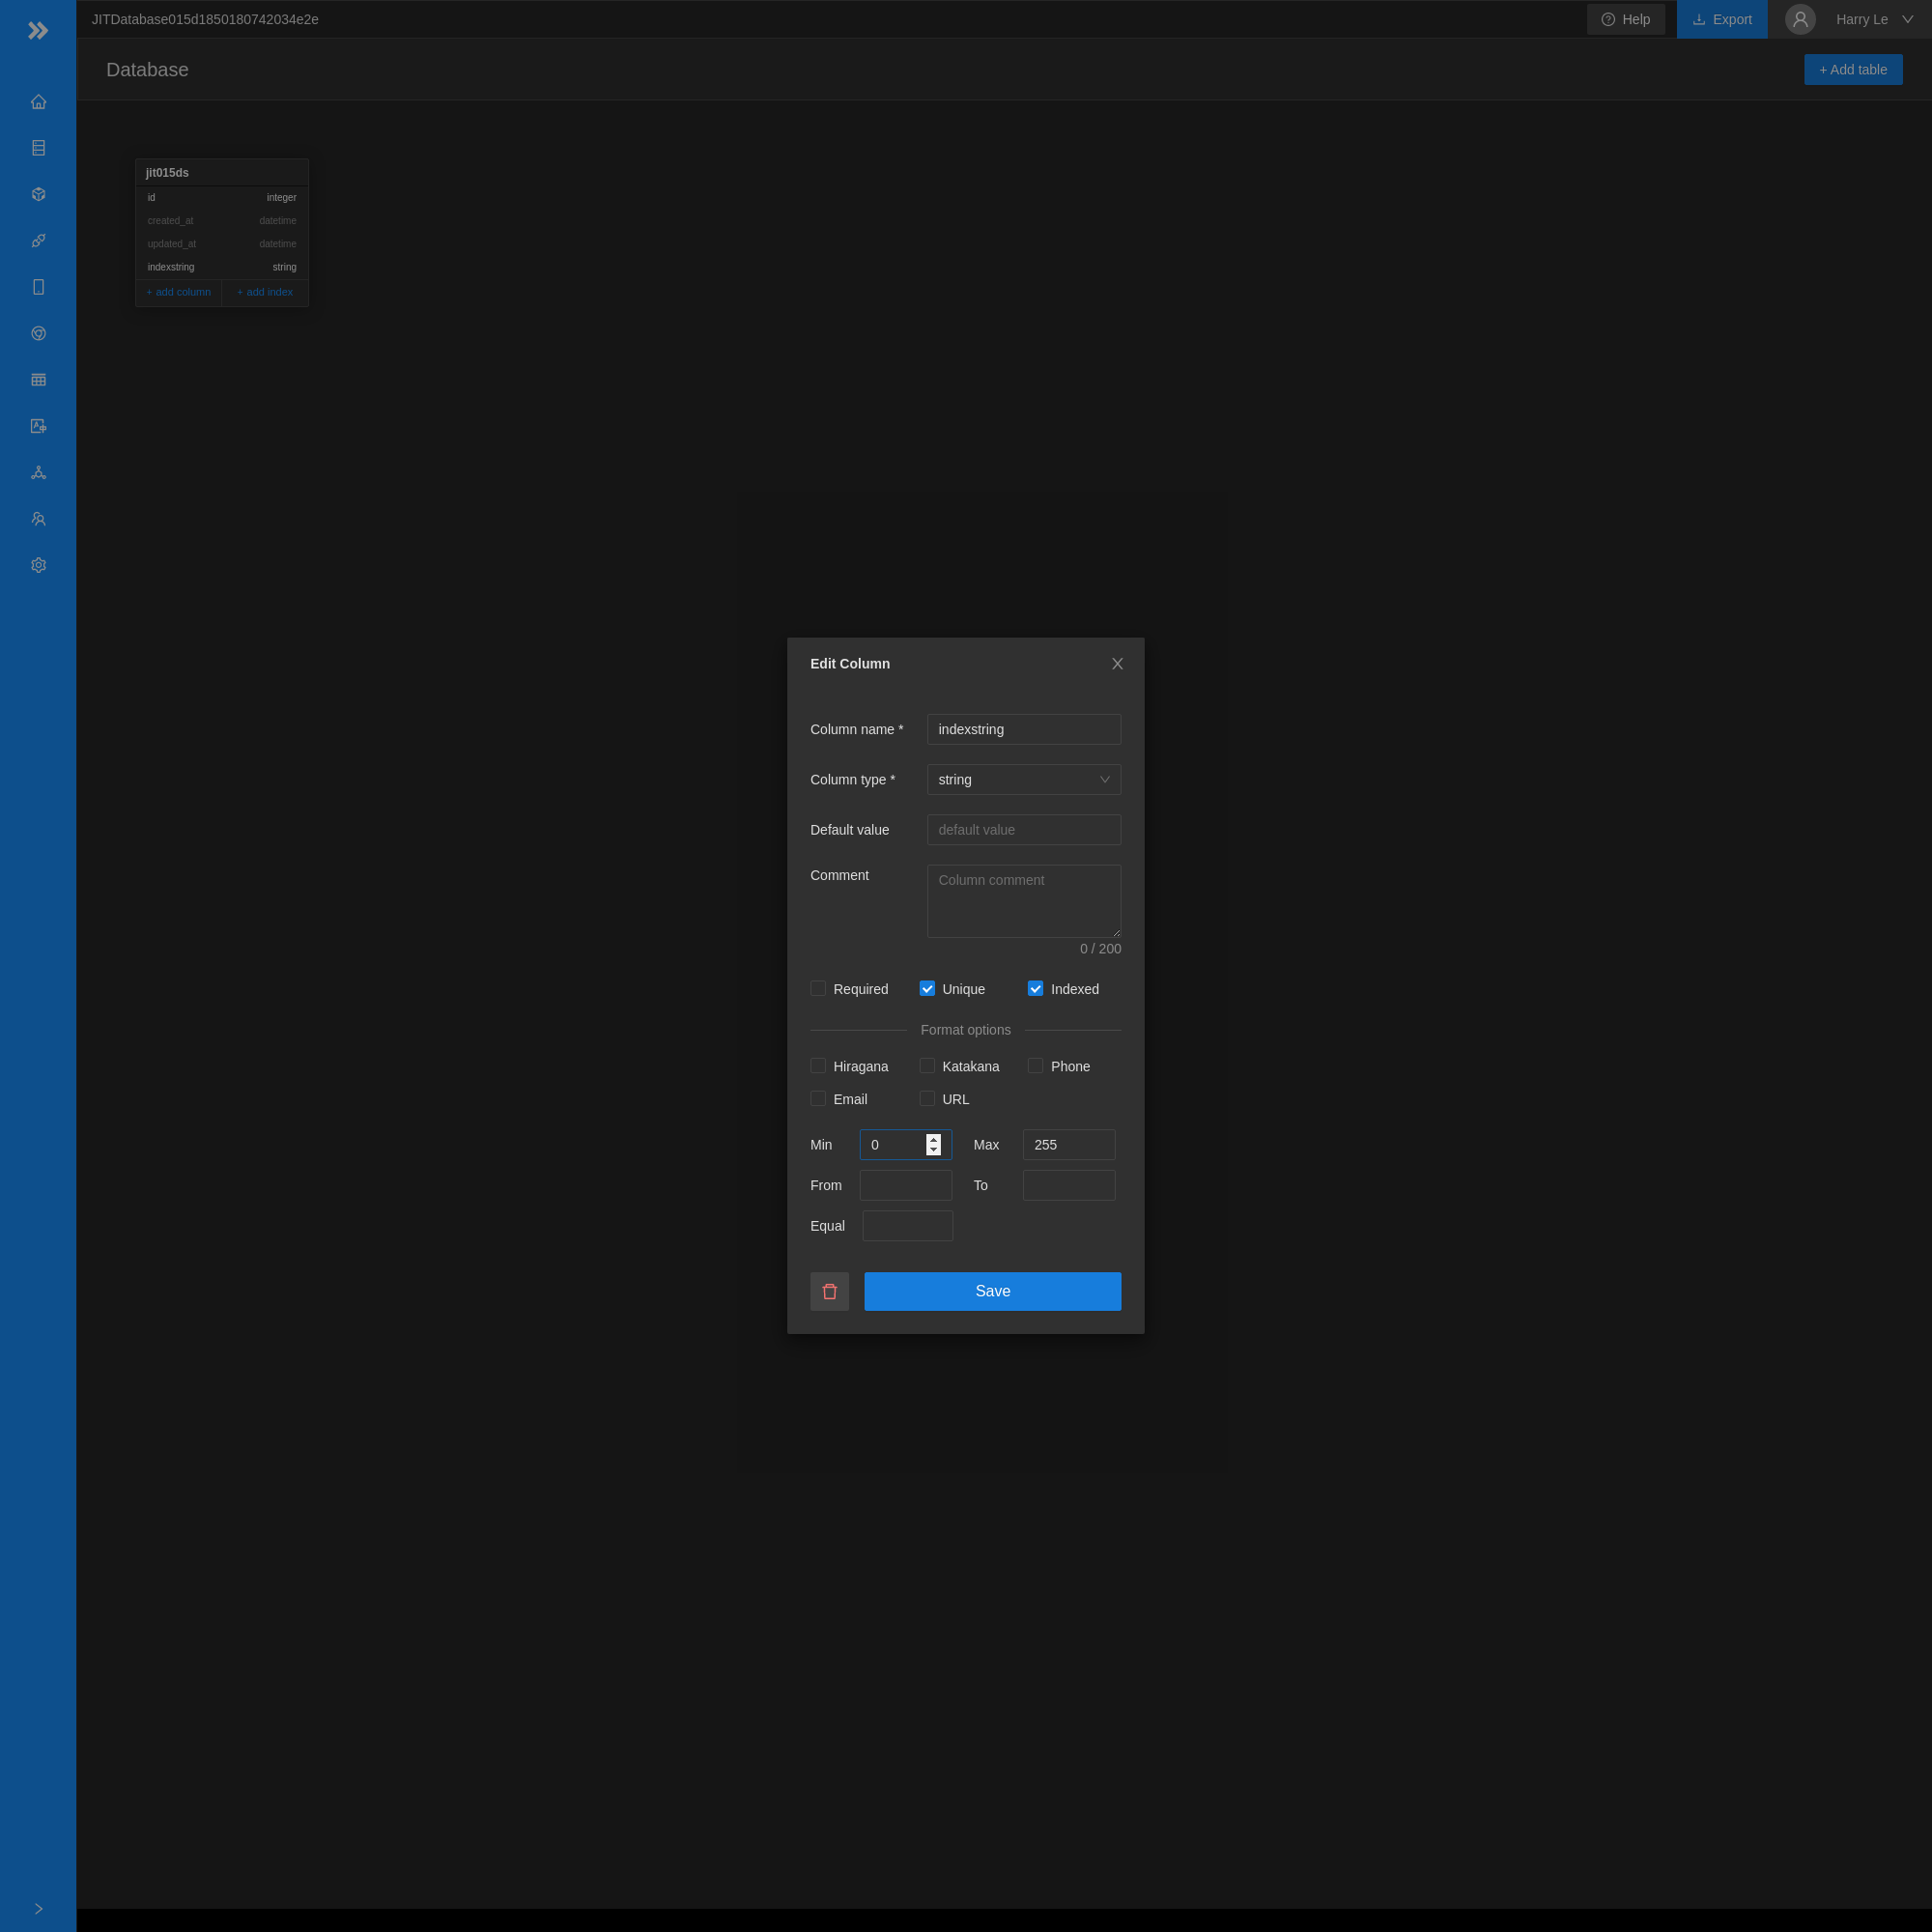 JITDatabase015d1850180742034e2e
Help
Export
Harry Le
Database
+ Add table
jit015ds
id integer
created_at datetime
updated_at datetime
indexstring string
+ add column + add index
Edit Column
Column name * indexstring
Column type * string
Default value default value
Comment Column comment
0 / 200
Required Unique Indexed
Format options
Hiragana Katakana Phone
Email URL
Min 0 Max 255
From To
Equal
Save